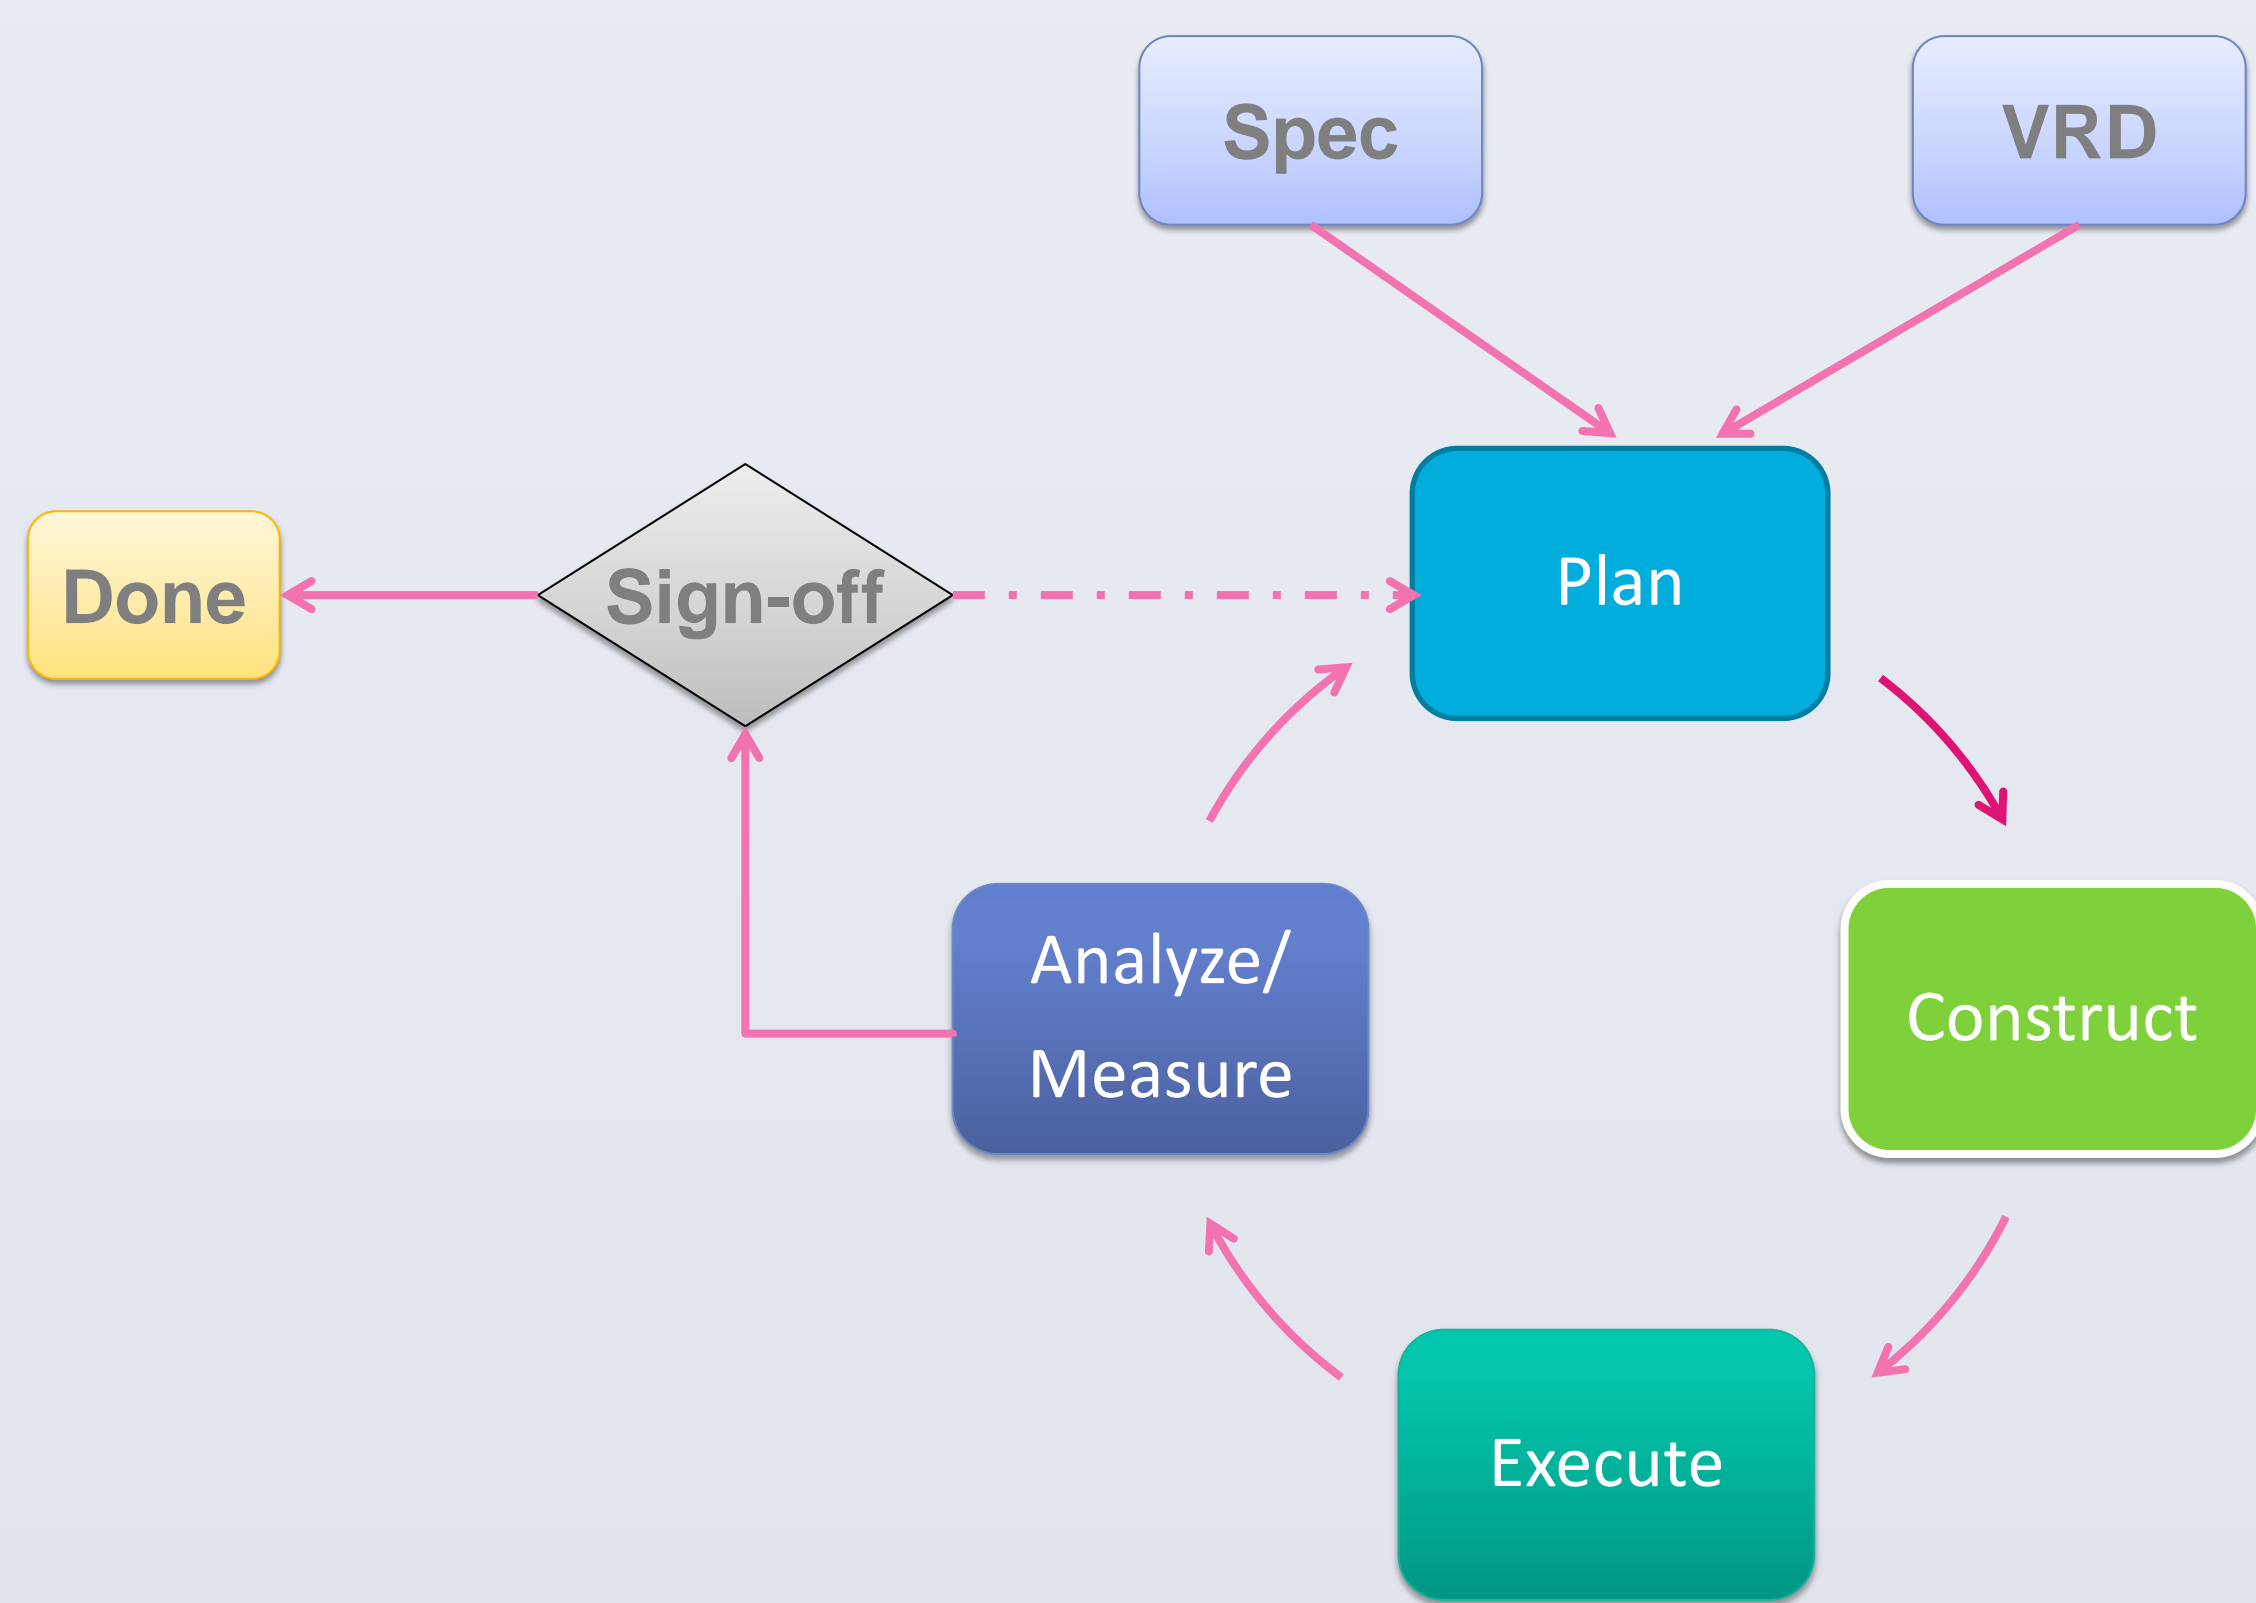 Spec
VRD
Done
Sign-off
Plan
Analyze/
Measure
Construct
Execute